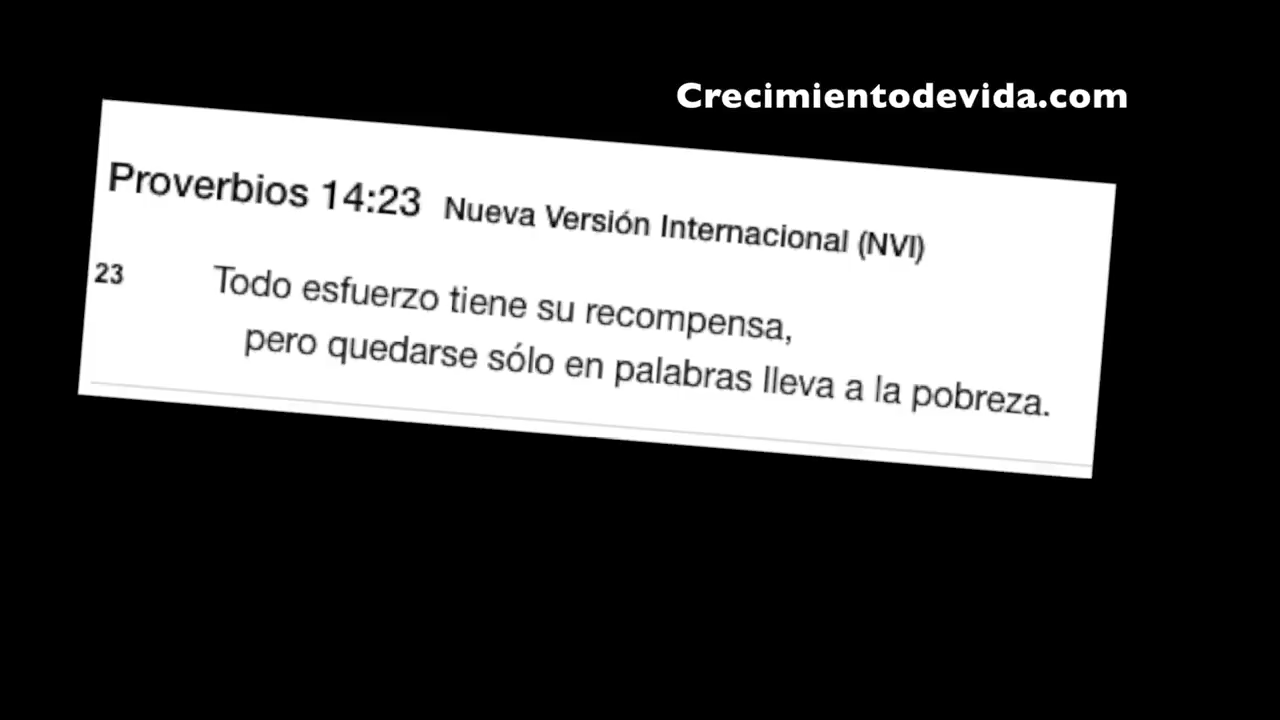 Crecimientodevida.com
Proverbios 14:23 Nueva Versión Internacional (NVI)
23 Todo esfuerzo tiene su recompensa,
pero quedarse sólo en palabras lleva a la pobreza.